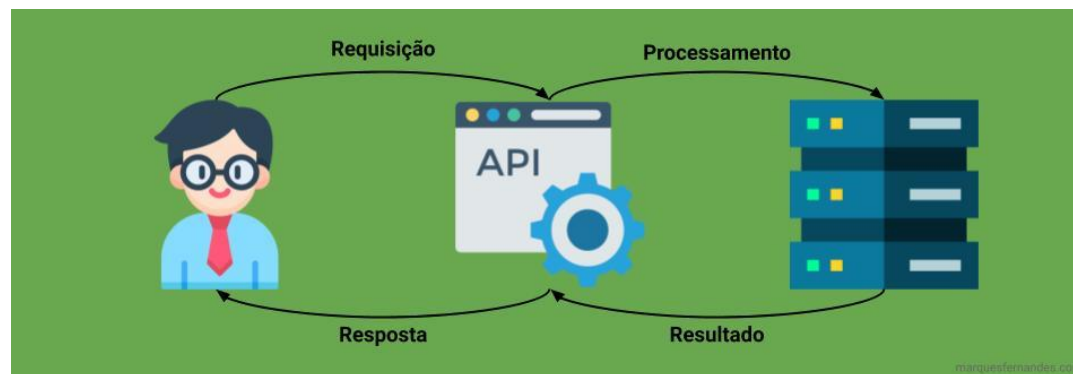 Requisição
Processamento
API
Resposta
Resultado
marquesfernandes.co